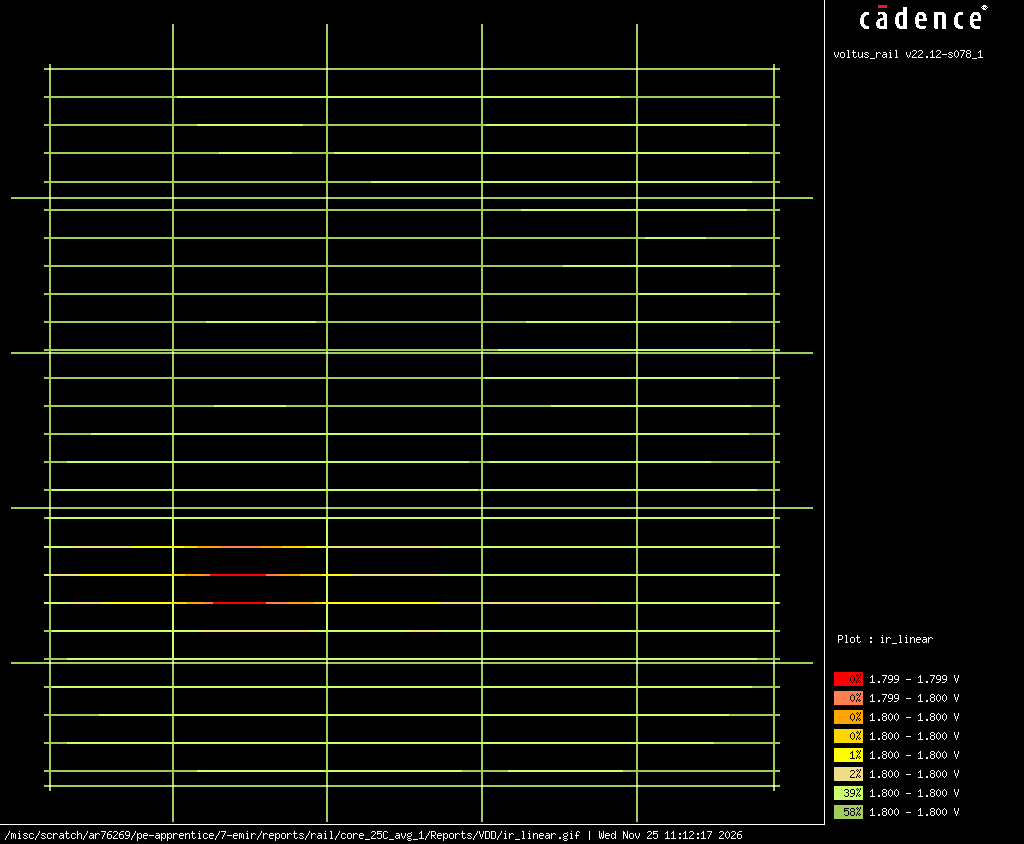 cādence®
voltus_rail v22.12-s078_1
Plot : ir_linear
0% 1.799 - 1.799 V
0% 1.799 - 1.800 V
0% 1.800 - 1.800 V
0% 1.800 - 1.800 V
1% 1.800 - 1.800 V
2% 1.800 - 1.800 V
39% 1.800 - 1.800 V
58% 1.800 - 1.800 V
/misc/scratch/ar76269/pe-apprentice/7-emir/reports/rail/core_25C_avg_1/Reports/VDD/ir_linear.gif | Wed Nov 25 11:12:17 2026